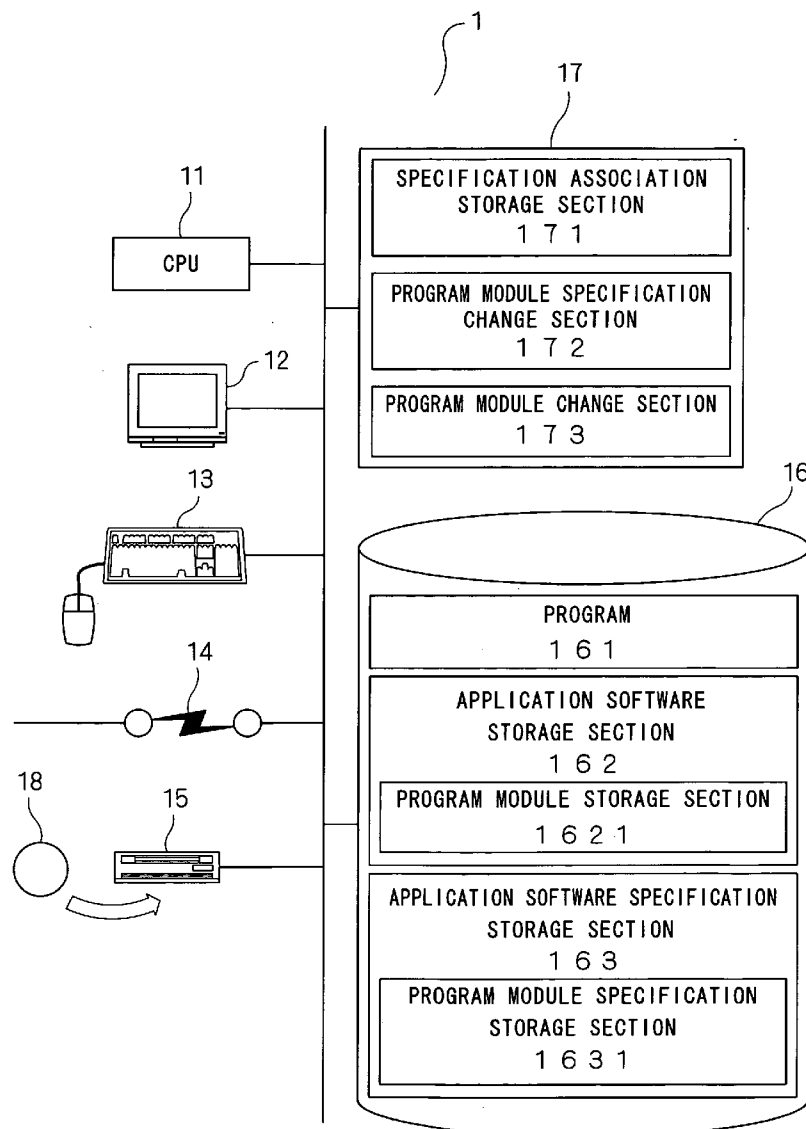 1
17
11
CPU
SPECIFICATION ASSOCIATION
STORAGE SECTION
171
PROGRAM MODULE SPECIFICATION
CHANGE SECTION
172
PROGRAM MODULE CHANGE SECTION
173
12
13
14
18
15
16
PROGRAM
161
APPLICATION SOFTWARE
STORAGE SECTION
162
PROGRAM MODULE STORAGE SECTION
1621
APPLICATION SOFTWARE SPECIFICATION
STORAGE SECTION
163
PROGRAM MODULE SPECIFICATION
STORAGE SECTION
1631